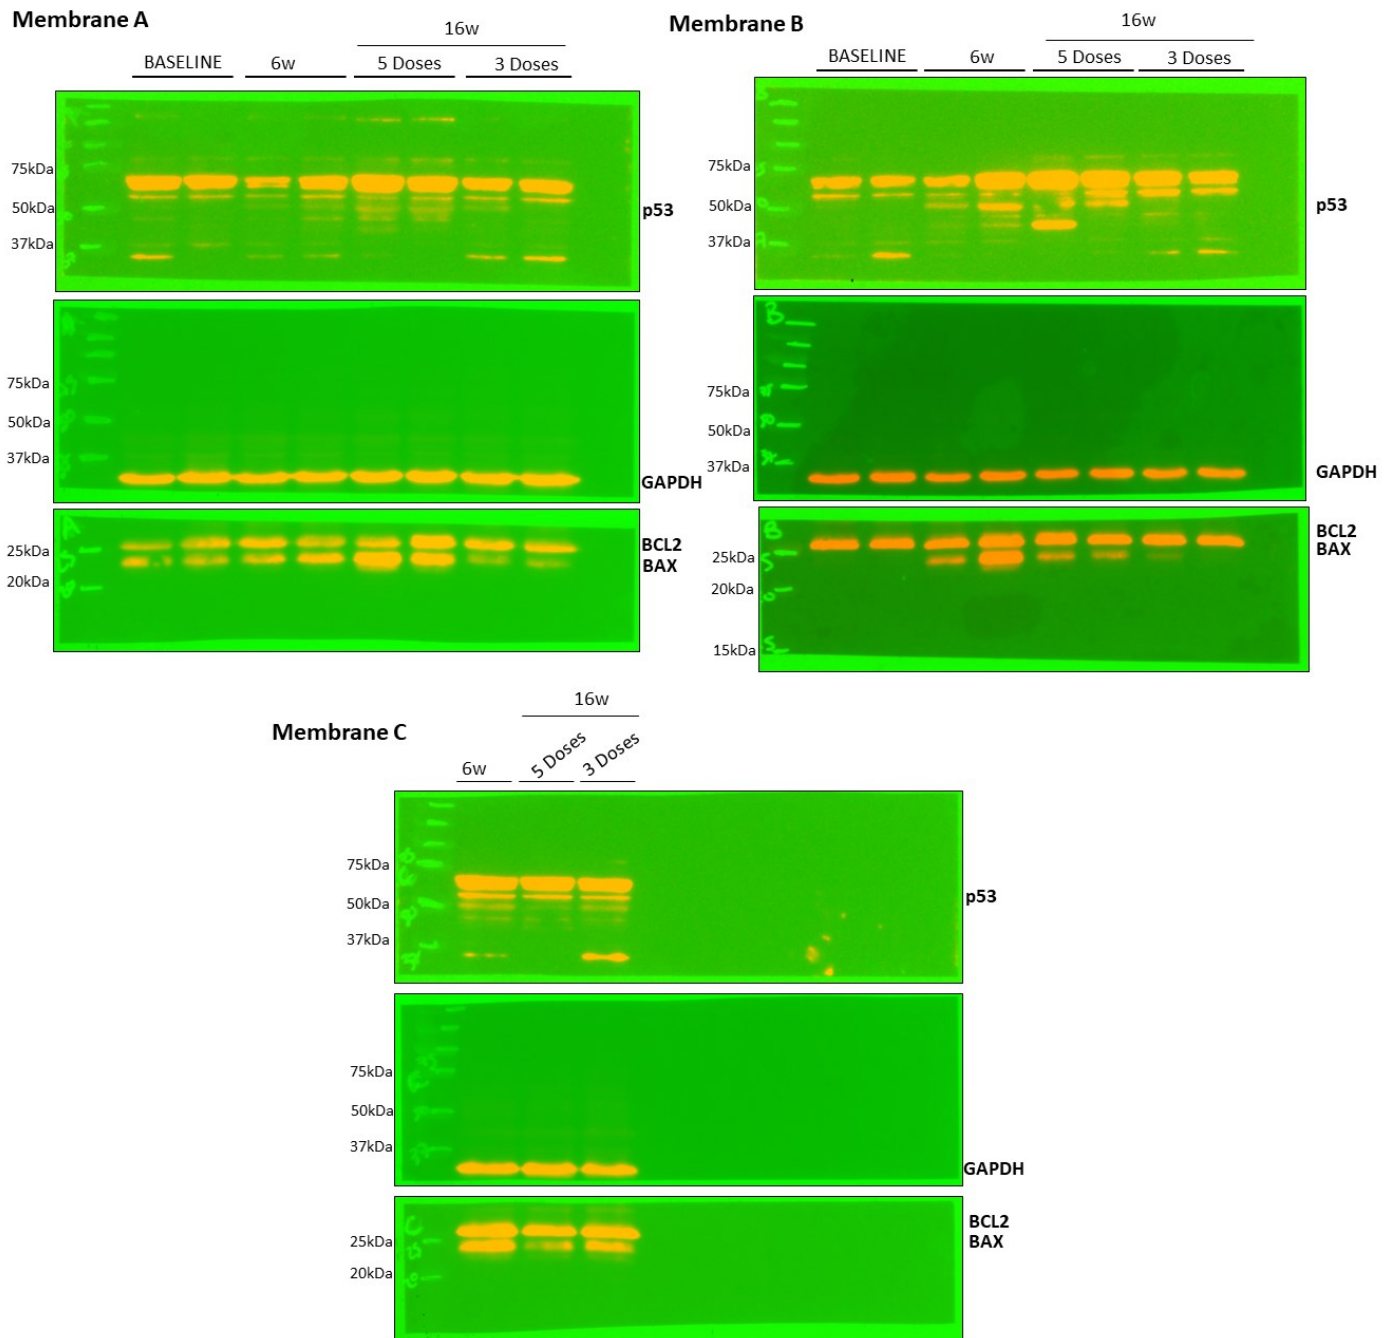 Membrane A
16w
BASELINE 6w 5 Doses 3 Doses
75kDa
50kDa
p53
37kDa
75kDa
50kDa
37kDa
GAPDH
BCL2
25kDa
BAX
20kDa
Membrane B
16w
BASELINE 6w 5 Doses 3 Doses
75kDa
50kDa
p53
37kDa
B
75kDa
50kDa
37kDa
GAPDH
B
BCL2
BAX
25kDa
20kDa
15kDa
Membrane C
16w
6w 5 Doses 3 Doses
75kDa
50kDa
p53
37kDa
75kDa
50kDa
37kDa
GAPDH
C
BCL2
25kDa
BAX
20kDa